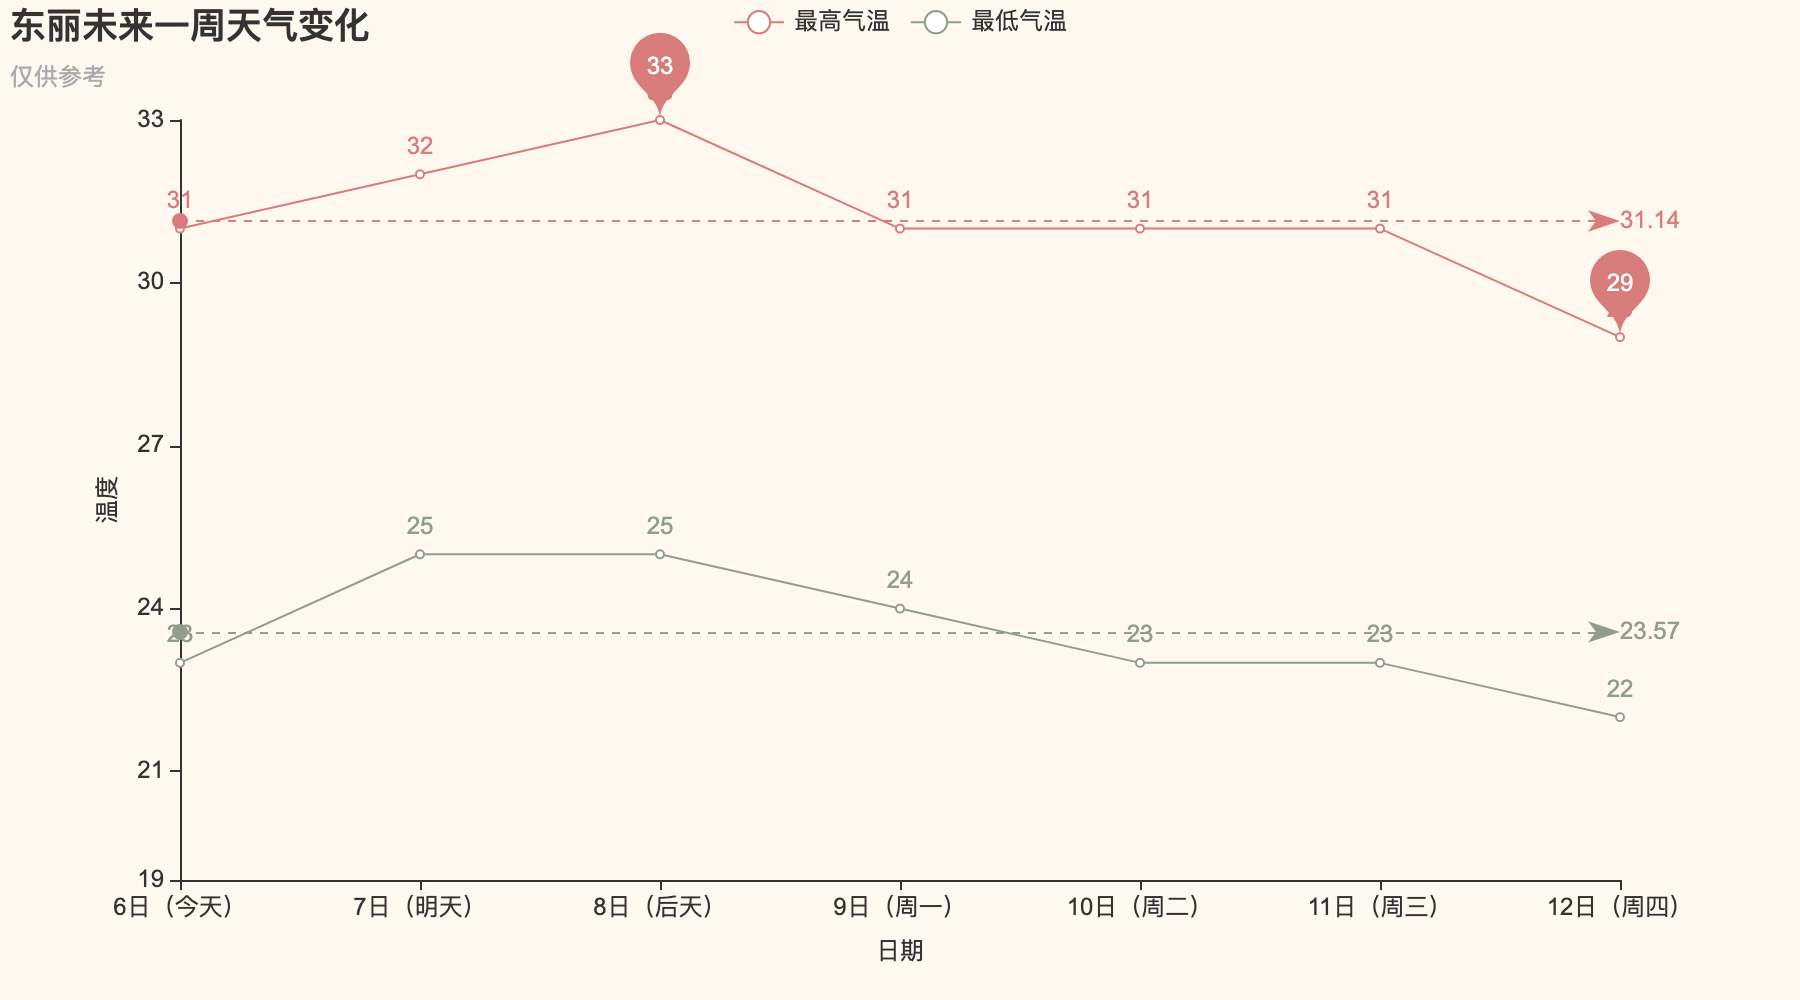 东丽未来一周天气变化
仅供参考
最高气温
最低气温
33
32
31
31
31
31
31.14
29
25
25
24
23
23
23
23.57
22
温度
33
30
27
24
21
19
6日（今天）
7日（明天）
8日（后天）
9日（周一）
10日（周二）
11日（周三）
12日（周四）
日期